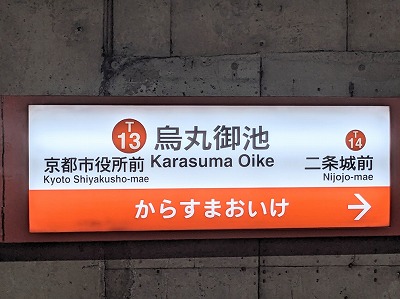 T
13
烏丸御池
Karasuma Oike
京都市役所前
Kyoto Shiyakusho-mae
T
14
二条城前
Nijojo-mae
からすまおいけ
→